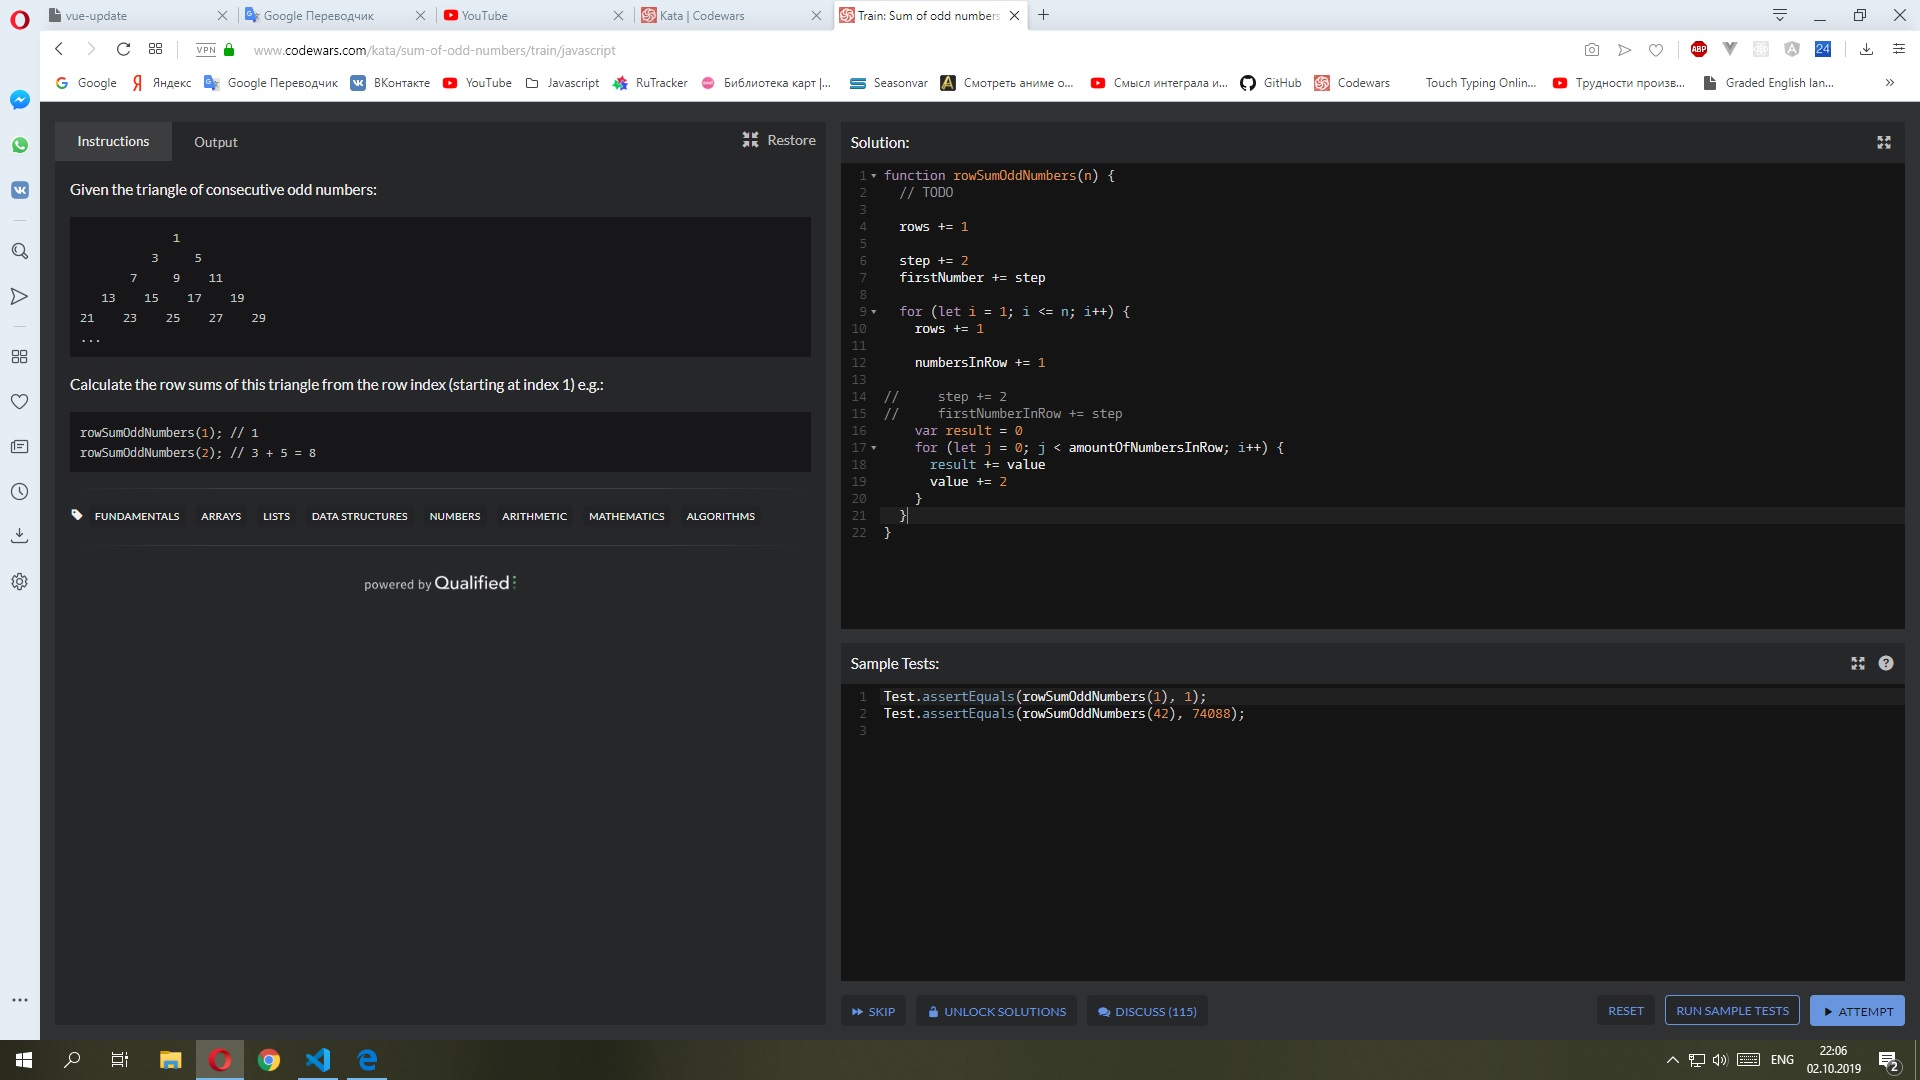 vue-update
Google Переводчик
YouTube
Kata | Codewars
Train: Sum of odd numbers
VPN
www.codewars.com/kata/sum-of-odd-numbers/train/javascript
ABP
24
Google
Яндекс
Google Переводчик
ВКонтакте
YouTube
Javascript
RuTracker
Библиотека карт |...
Seasonvar
Смотреть аниме о...
Смысл интеграла и...
GitHub
Codewars
Touch Typing Onlin...
Трудности произв...
Graded English lan...
»
Instructions
Output
Restore
Given the triangle of consecutive odd numbers:
1
3 5
7 9 11
13 15 17 19
21 23 25 27 29
...
Calculate the row sums of this triangle from the row index (starting at index 1) e.g.:
rowSumOddNumbers(1); // 1
rowSumOddNumbers(2); // 3 + 5 = 8
FUNDAMENTALS ARRAYS LISTS DATA STRUCTURES NUMBERS ARITHMETIC MATHEMATICS ALGORITHMS
powered by Qualified
Solution:
1 function rowSumOddNumbers(n) {
2 // TODO
3
4 rows += 1
5
6 step += 2
7 firstNumber += step
8
9 for (let i = 1; i <= n; i++) {
10 rows += 1
11
12 numbersInRow += 1
13
14 // step += 2
15 // firstNumberInRow += step
16 var result = 0
17 for (let j = 0; j < amountOfNumbersInRow; i++) {
18 result += value
19 value += 2
20 }
21 }
22 }
Sample Tests:
?
1 Test.assertEquals(rowSumOddNumbers(1), 1);
2 Test.assertEquals(rowSumOddNumbers(42), 74088);
3
SKIP
UNLOCK SOLUTIONS
DISCUSS (115)
RESET
RUN SAMPLE TESTS
ATTEMPT
ENG
22:06
02.10.2019
2